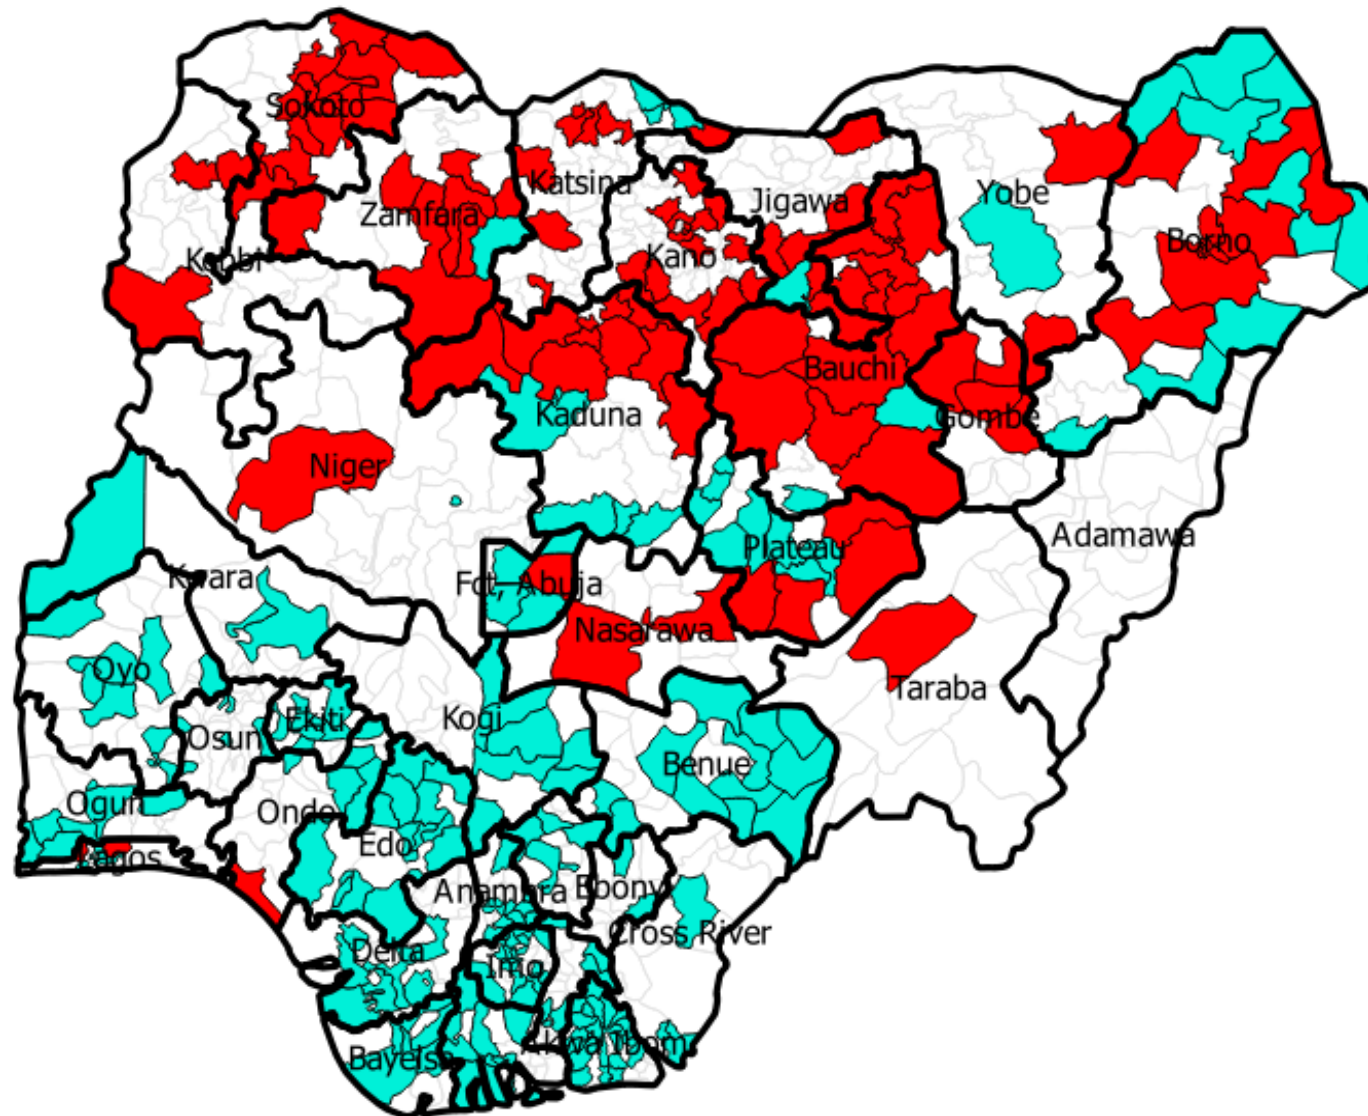 Sokoto
Katsina
Jigawa
Yobe
Zamfara
Kano
Borno
Kebbi
Bauchi
Kaduna
Gombe
Niger
Adamawa
Plateau
Kwara
Fct, Abuja
Nasarawa
Oyo
Taraba
Kogi
Ekiti
Osun
Benue
Ogun
Ondo
Edo
Lagos
Anambra
Ebony
Cross River
Delta
Imo
Akwa Ibom
Bayelsa